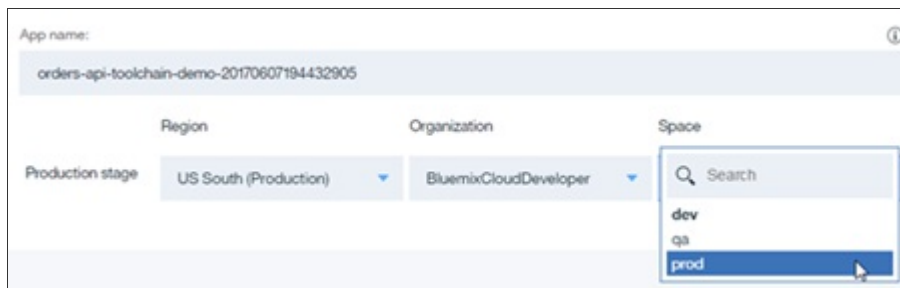 App name:
orders-api-toolchain-demo-20170607194432905
Region
Organization
Space
Production stage
US South (Production)
BluemixCloudDeveloper
Search
dev
qa
prod